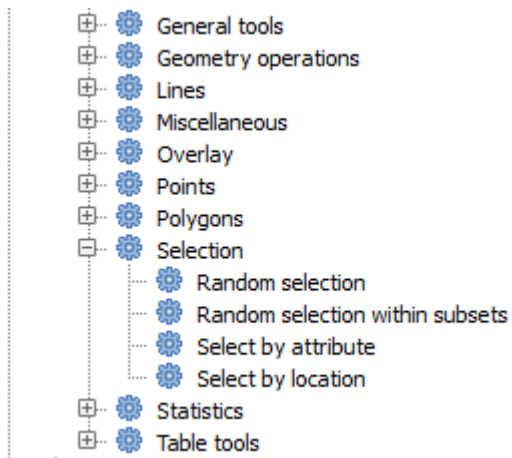 General tools
Geometry operations
Lines
Miscellaneous
Overlay
Points
Polygons
Selection
Random selection
Random selection within subsets
Select by attribute
Select by location
Statistics
Table tools